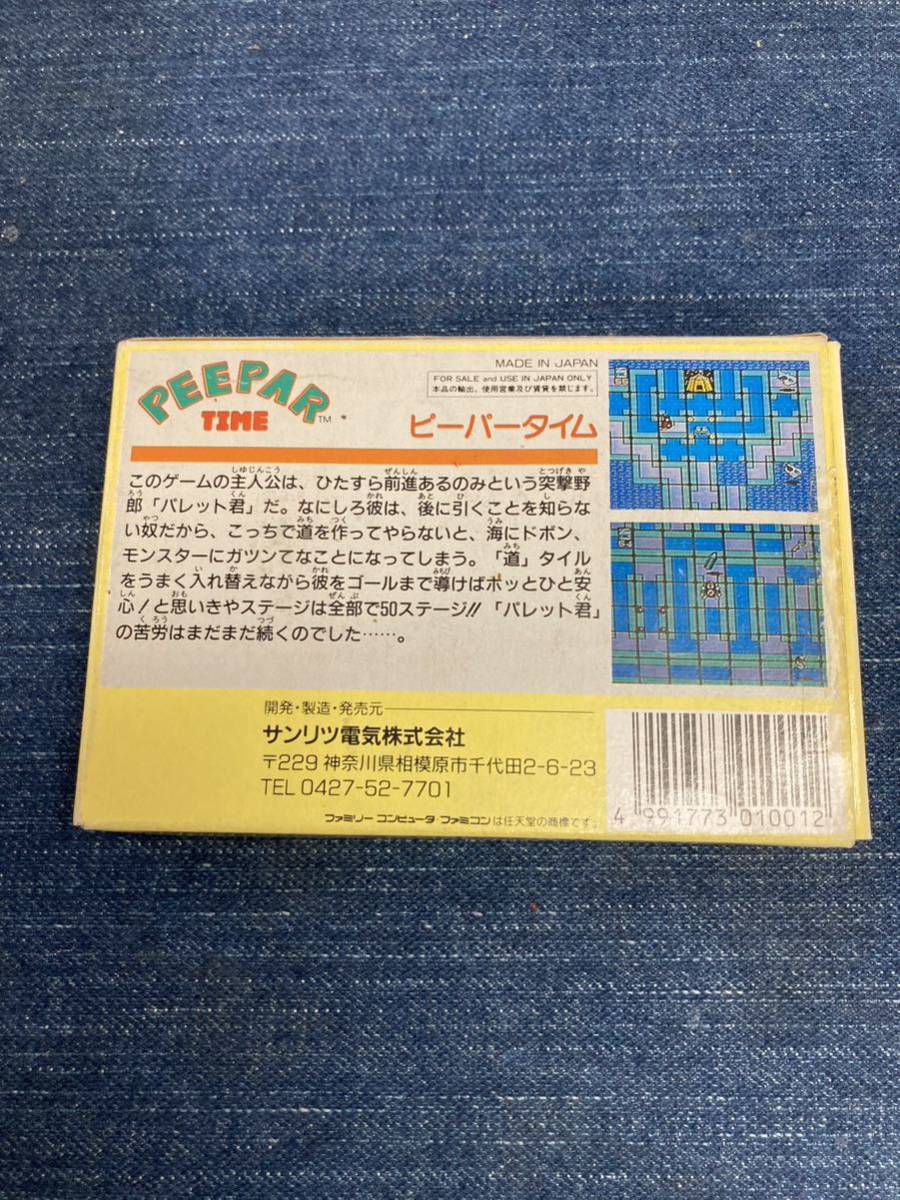 PEEPAR
TIME
TM *
MADE IN JAPAN
FOR SALE and USE IN JAPAN ONLY
本品の輸出、使用営業及び賃貸を禁じます。
ピーパータイム
このゲームの主人公は、ひたすら前進あるのみという突撃野
郎「パレット君」だ。なにしろ彼は、後に引くことを知らな
い奴だから、こっちで道を作ってやらないと、海にドボン、
モンスターにガツンてなことになってしまう。「道」タイル
をうまく入れ替えながら彼をゴールまで導けばホッとひと安
心!と思いきやステージは全部で50ステージ!!「パレット君」
の苦労はまだまだ続くのでした……。
開発・製造・発売元
サンリツ電気株式会社
〒229 神奈川県相模原市千代田2-6-23
TEL 0427-52-7701
ファミリーコンピュータ・ファミコンは任天堂の商標です。
4 991773 010012